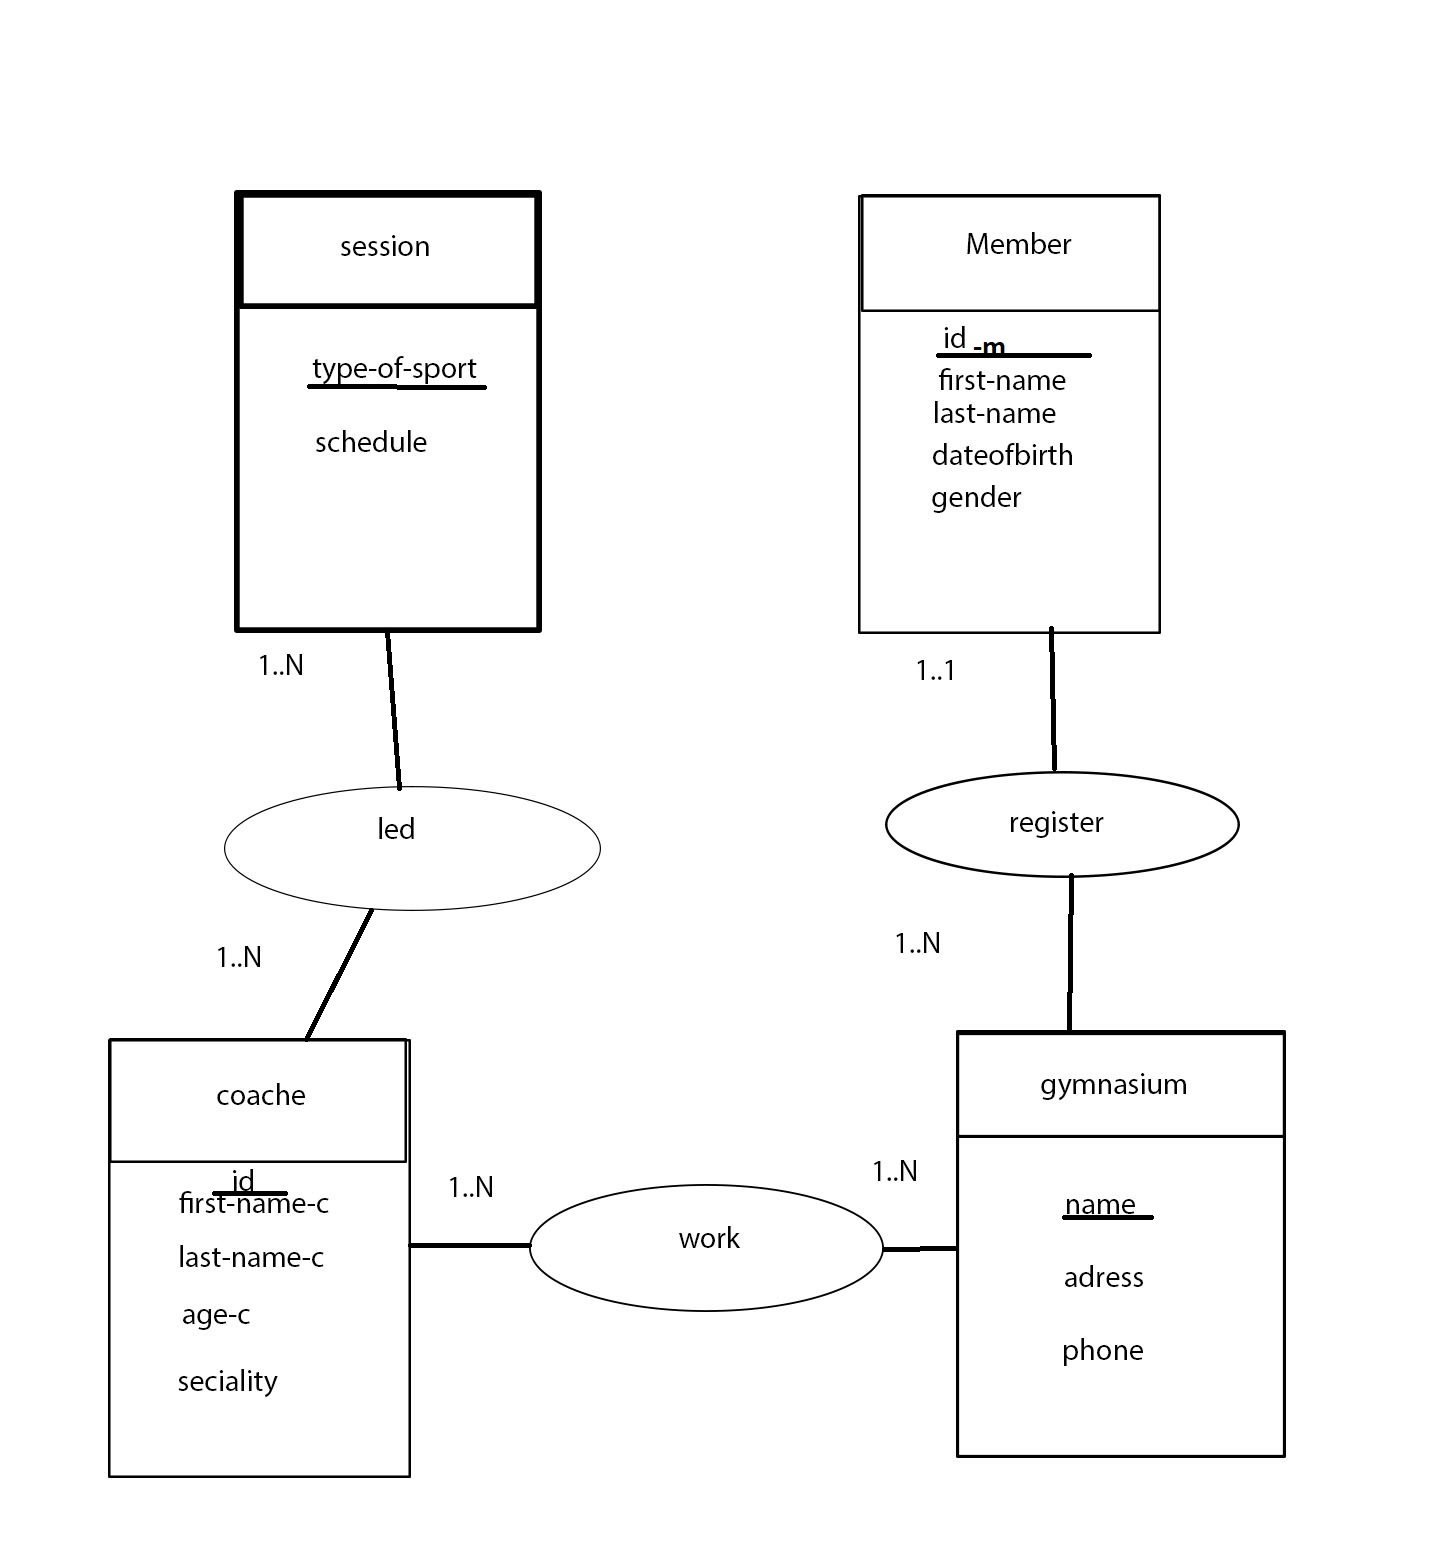 session
type-of-sport
schedule
1..N
led
1..N
coache
id
first-name-c
last-name-c
age-c
seciality
1..N
work
1..N
Member
id -m
first-name
last-name
dateofbirth
gender
1..1
register
1..N
gymnasium
name
adress
phone